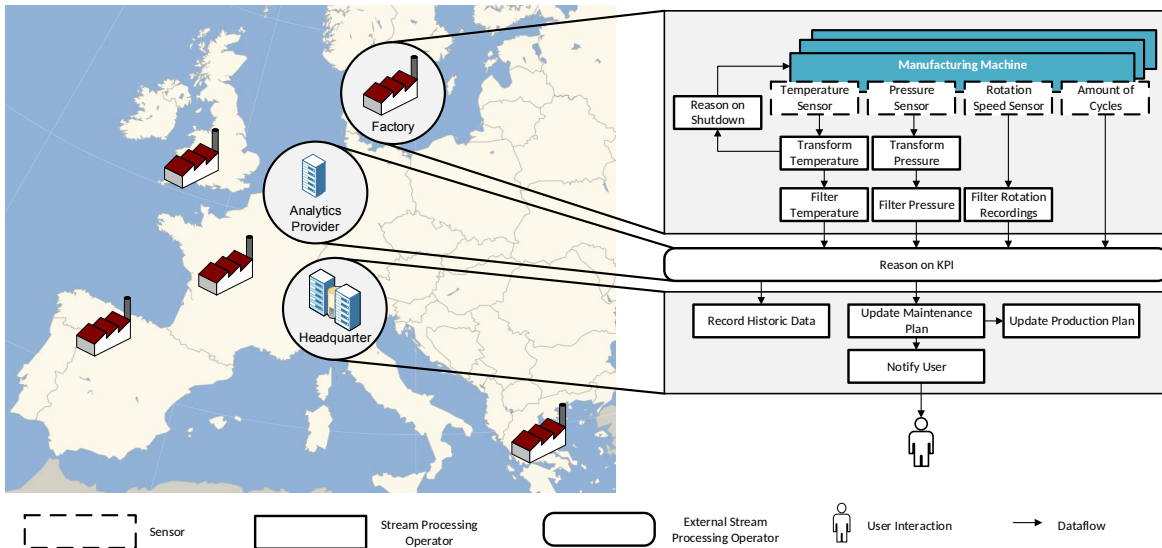 Factory
Analytics
Provider
Headquarter
Manufacturing Machine
Temperature
Sensor
Pressure
Sensor
Rotation
Speed Sensor
Amount of
Cycles
Reason on
Shutdown
Transform
Temperature
Transform
Pressure
Filter
Temperature
Filter Pressure
Filter Rotation
Recordings
Reason on KPI
Record Historic Data
Update Maintenance
Plan
Update Production Plan
Notify User
Sensor
Stream Processing
Operator
External Stream
Processing Operator
User Interaction
Dataflow